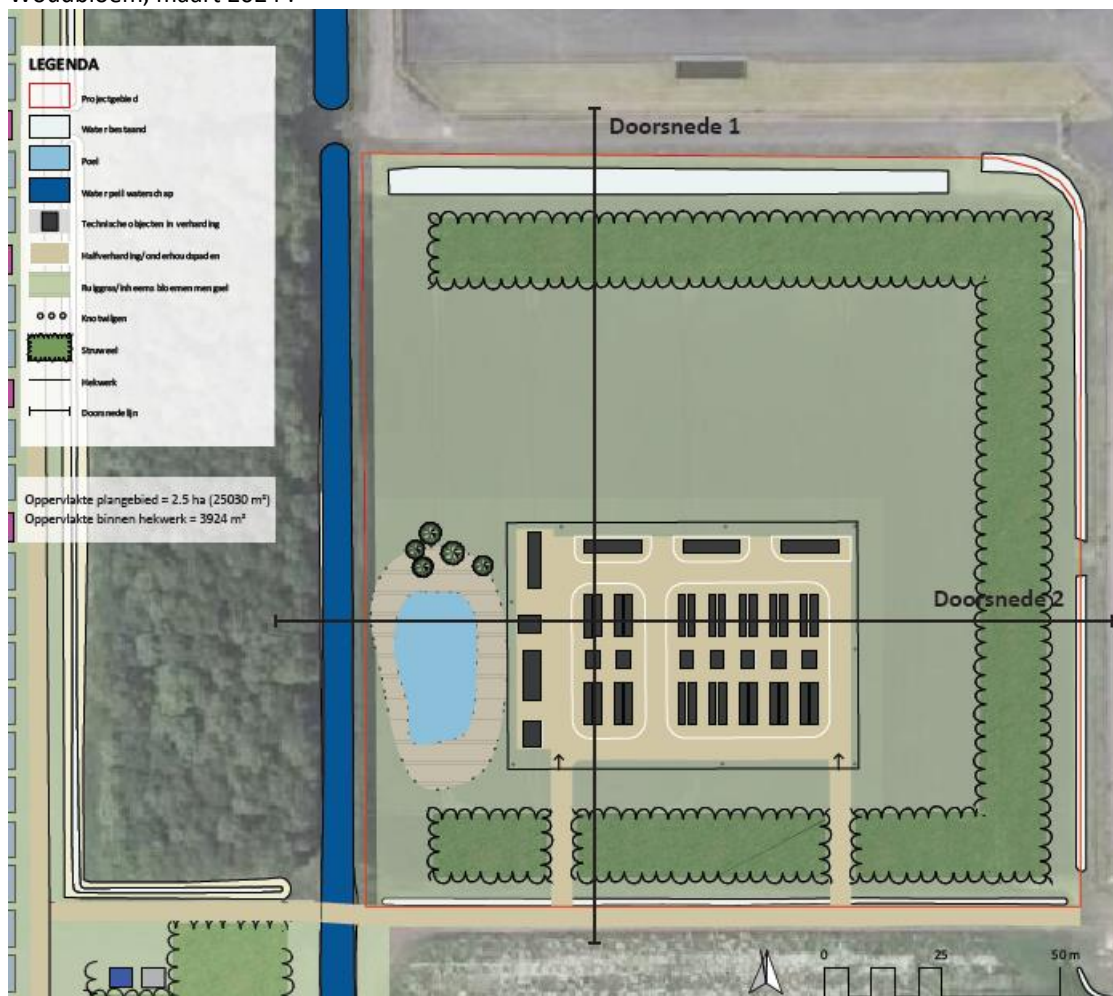 LEGENDA
Projectgebied
Water bestaand
Poel
Water peil waterschap
Technische objecten in verharding
Halfverharding/onderhoudspaden
Ruiggras/inheems bloemenmengsel
Knotwilgen
Struweel
Hekwerk
Doorsnede lijn
Oppervlakte plangebied = 2.5 ha (25030 m²)
Oppervlakte binnen hekwerk = 3924 m²
Doorsnede 1
Doorsnede 2
0 25 50 m